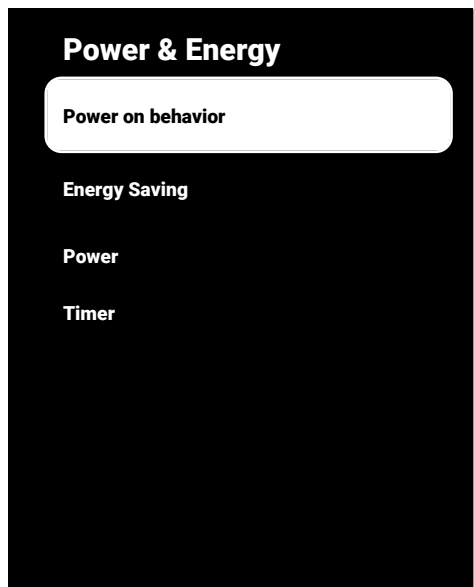 Power & Energy
Power on behavior
Energy Saving
Power
Timer